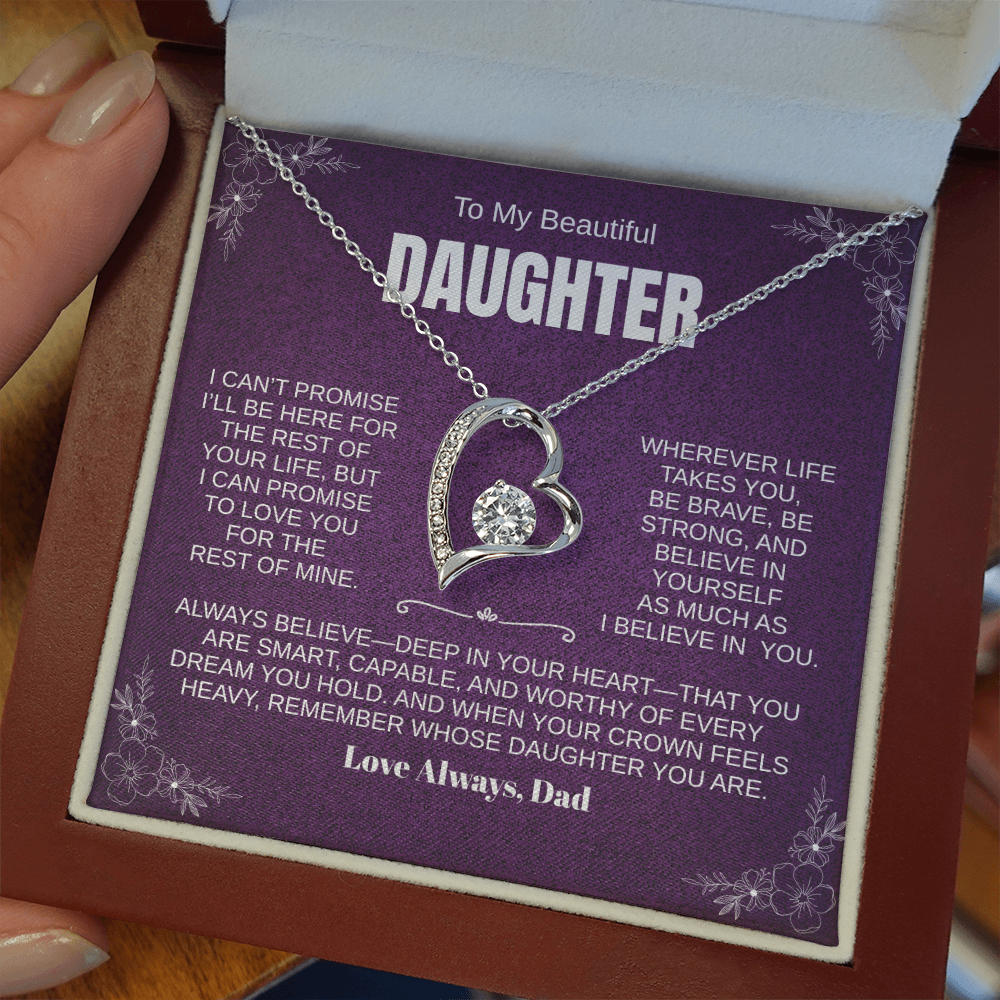 To My Beautiful
DAUGHTER
I CAN'T PROMISE
I'LL BE HERE FOR
THE REST OF
YOUR LIFE, BUT
I CAN PROMISE
TO LOVE YOU
FOR THE
REST OF MINE.
WHEREVER LIFE
TAKES YOU,
BE BRAVE, BE
STRONG, AND
BELIEVE IN
YOURSELF
AS MUCH AS
I BELIEVE IN YOU.
ALWAYS BELIEVE—DEEP IN YOUR HEART—THAT YOU
ARE SMART, CAPABLE, AND WORTHY OF EVERY
DREAM YOU HOLD. AND WHEN YOUR CROWN FEELS
HEAVY, REMEMBER WHOSE DAUGHTER YOU ARE.
Love Always, Dad